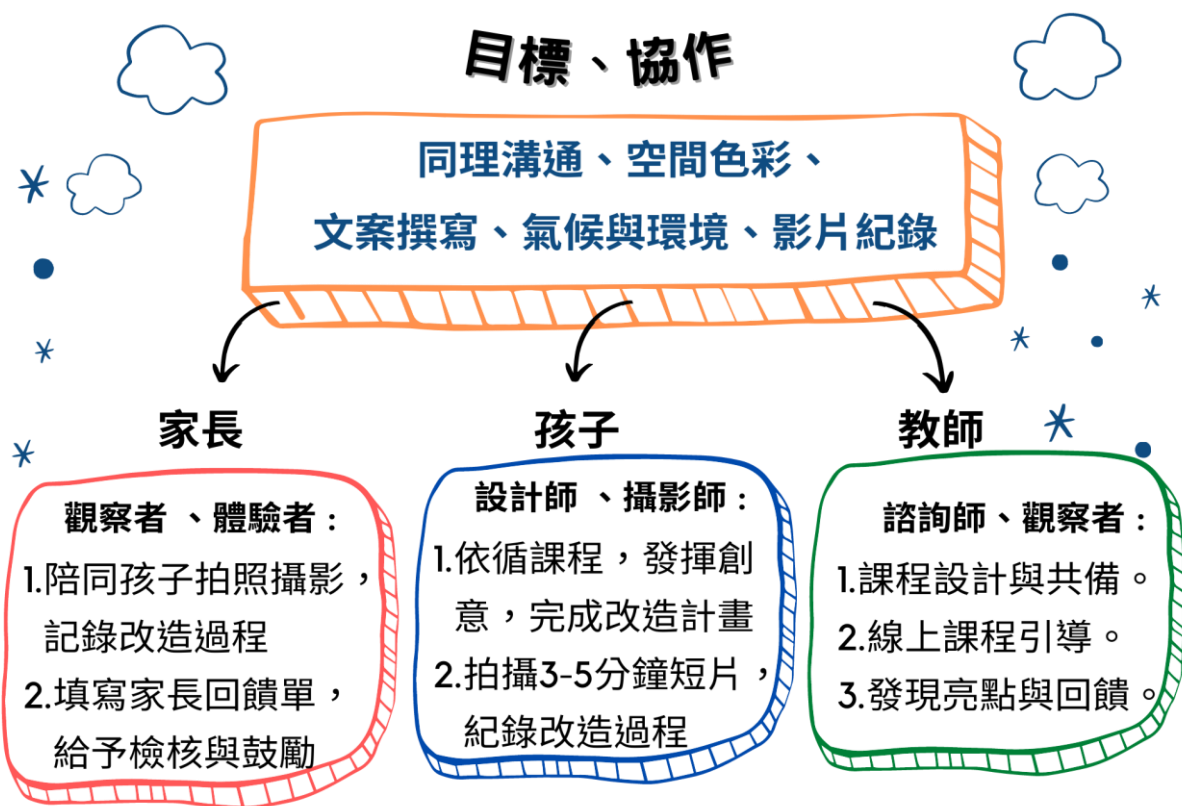 目標、協作
同理溝通、空間色彩、
文案撰寫、氣候與環境、影片紀錄
家長
觀察者、體驗者:
1.陪同孩子拍照攝影，
記錄改造過程
2.填寫家長回饋單，
給予檢核與鼓勵
孩子
設計師、攝影師:
1.依循課程，發揮創
意，完成改造計畫
2.拍攝3-5分鐘短片，
紀錄改造過程
教師
諮詢師、觀察者:
1.課程設計與共備。
2.線上課程引導。
3.發現亮點與回饋。